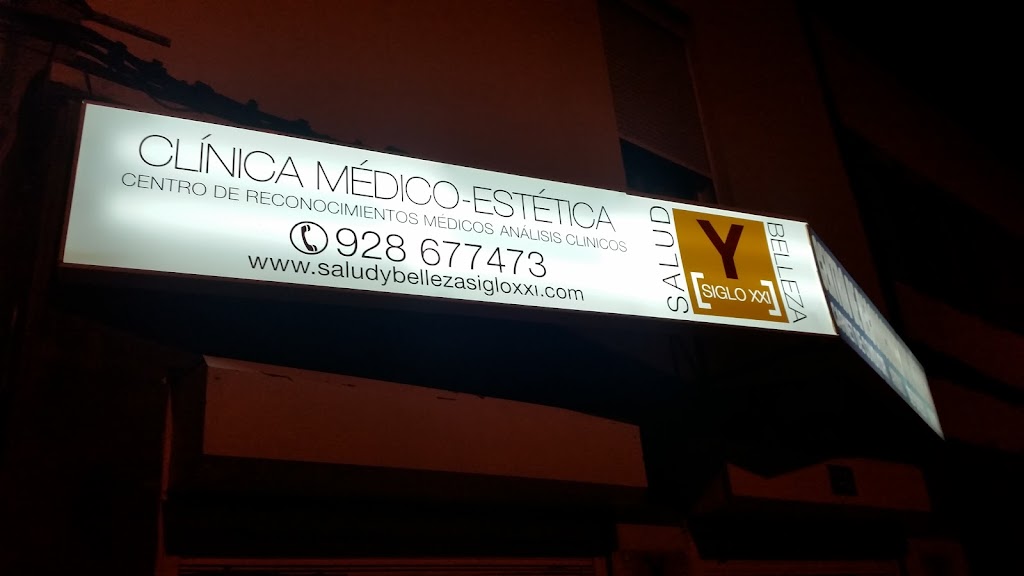 CLÍNICA MÉDICO-ESTÉTICA
CENTRO DE RECONOCIMIENTOS MÉDICOS ANÁLISIS CLINICOS
928 677473
www.saludybellezasigloxxi.com
SALUD
Y
BELLEZA
[SIGLO XXI]